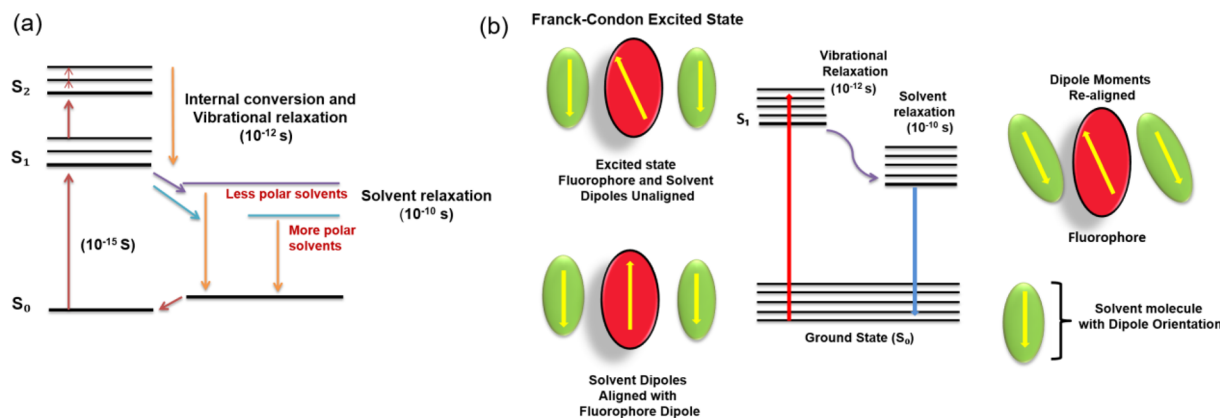 (a)
S₂
S₁
S₀
Internal conversion and
Vibrational relaxation
(10⁻¹² s)
Less polar solvents
Solvent relaxation
(10⁻¹⁰ s)
More polar
solvents
(10⁻¹⁵ S)
(b)
Franck-Condon Excited State
Excited state
Fluorophore and Solvent
Dipoles Unaligned
Solvent Dipoles
Aligned with
Fluorophore Dipole
Vibrational
Relaxation
(10⁻¹² s)
S₁
Solvent
relaxation
(10⁻¹⁰ s)
Ground State (S₀)
Dipole Moments
Re-aligned
Fluorophore
Solvent molecule
with Dipole Orientation